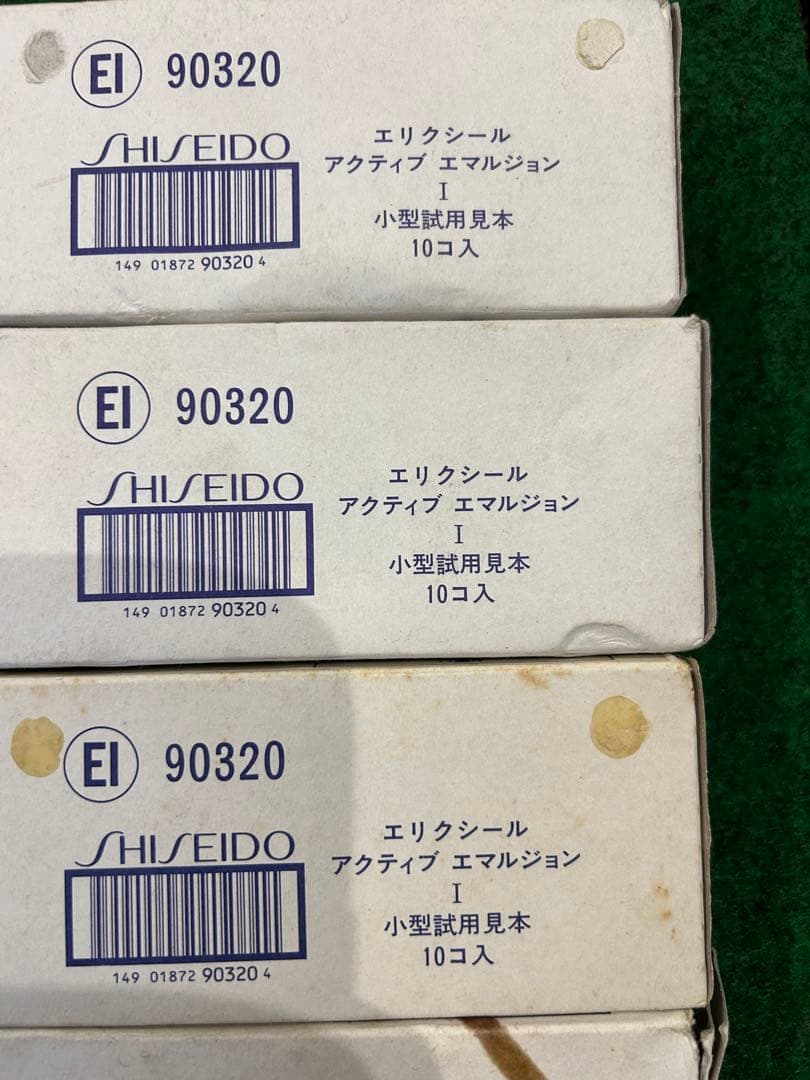 EI 90320
SHISEIDO
149 01872 90320 4
エリクシール
アクティブ エマルジョン
I
小型試用見本
10コ入
EI 90320
SHISEIDO
149 01872 90320 4
エリクシール
アクティブ エマルジョン
I
小型試用見本
10コ入
EI 90320
SHISEIDO
149 01872 90320 4
エリクシール
アクティブ エマルジョン
I
小型試用見本
10コ入